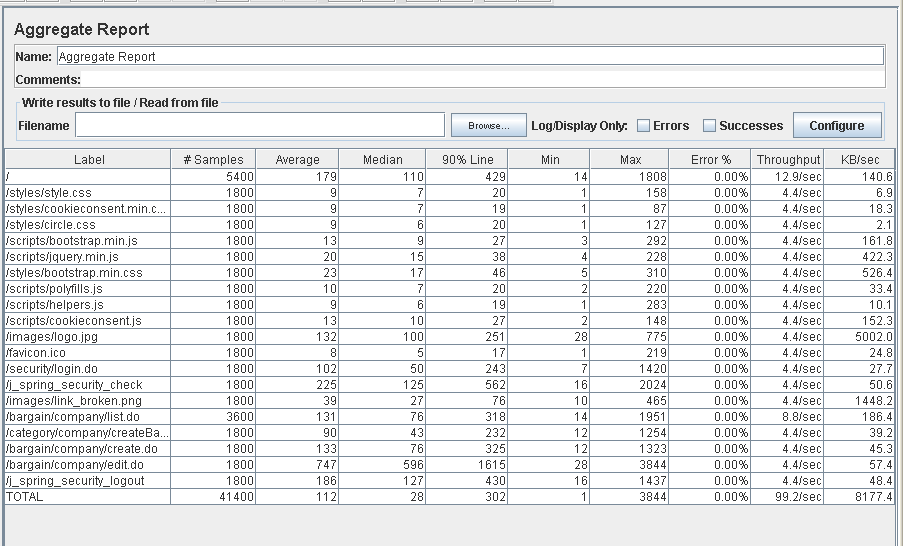 Aggregate Report
Name: Aggregate Report
Comments:
Write results to file / Read from file
Filename Browse... Log/Display Only: Errors Successes Configure
Label # Samples Average Median 90% Line Min Max Error % Throughput KB/sec
/ 5400 179 110 429 14 1808 0.00% 12.9/sec 140.6
/styles/style.css 1800 9 7 20 1 158 0.00% 4.4/sec 6.9
/styles/cookieconsent.min.c... 1800 9 7 19 1 87 0.00% 4.4/sec 18.3
/styles/circle.css 1800 9 6 20 1 127 0.00% 4.4/sec 2.1
/scripts/bootstrap.min.js 1800 13 9 27 3 292 0.00% 4.4/sec 161.8
/scripts/jquery.min.js 1800 20 15 38 4 228 0.00% 4.4/sec 422.3
/styles/bootstrap.min.css 1800 23 17 46 5 310 0.00% 4.4/sec 526.4
/scripts/polyfills.js 1800 10 7 20 2 220 0.00% 4.4/sec 33.4
/scripts/helpers.js 1800 9 6 19 1 283 0.00% 4.4/sec 10.1
/scripts/cookieconsent.js 1800 13 10 27 2 148 0.00% 4.4/sec 152.3
/images/logo.jpg 1800 132 100 251 28 775 0.00% 4.4/sec 5002.0
/favicon.ico 1800 8 5 17 1 219 0.00% 4.4/sec 24.8
/security/login.do 1800 102 50 243 7 1420 0.00% 4.4/sec 27.7
/j_spring_security_check 1800 225 125 562 16 2024 0.00% 4.4/sec 50.6
/images/link_broken.png 1800 39 27 76 10 465 0.00% 4.4/sec 1448.2
/bargain/company/list.do 3600 131 76 318 14 1951 0.00% 8.8/sec 186.4
/category/company/createBa... 1800 90 43 232 12 1254 0.00% 4.4/sec 39.2
/bargain/company/create.do 1800 133 76 325 12 1323 0.00% 4.4/sec 45.3
/bargain/company/edit.do 1800 747 596 1615 28 3844 0.00% 4.4/sec 57.4
/j_spring_security_logout 1800 186 127 430 16 1437 0.00% 4.4/sec 48.4
TOTAL 41400 112 28 302 1 3844 0.00% 99.2/sec 8177.4